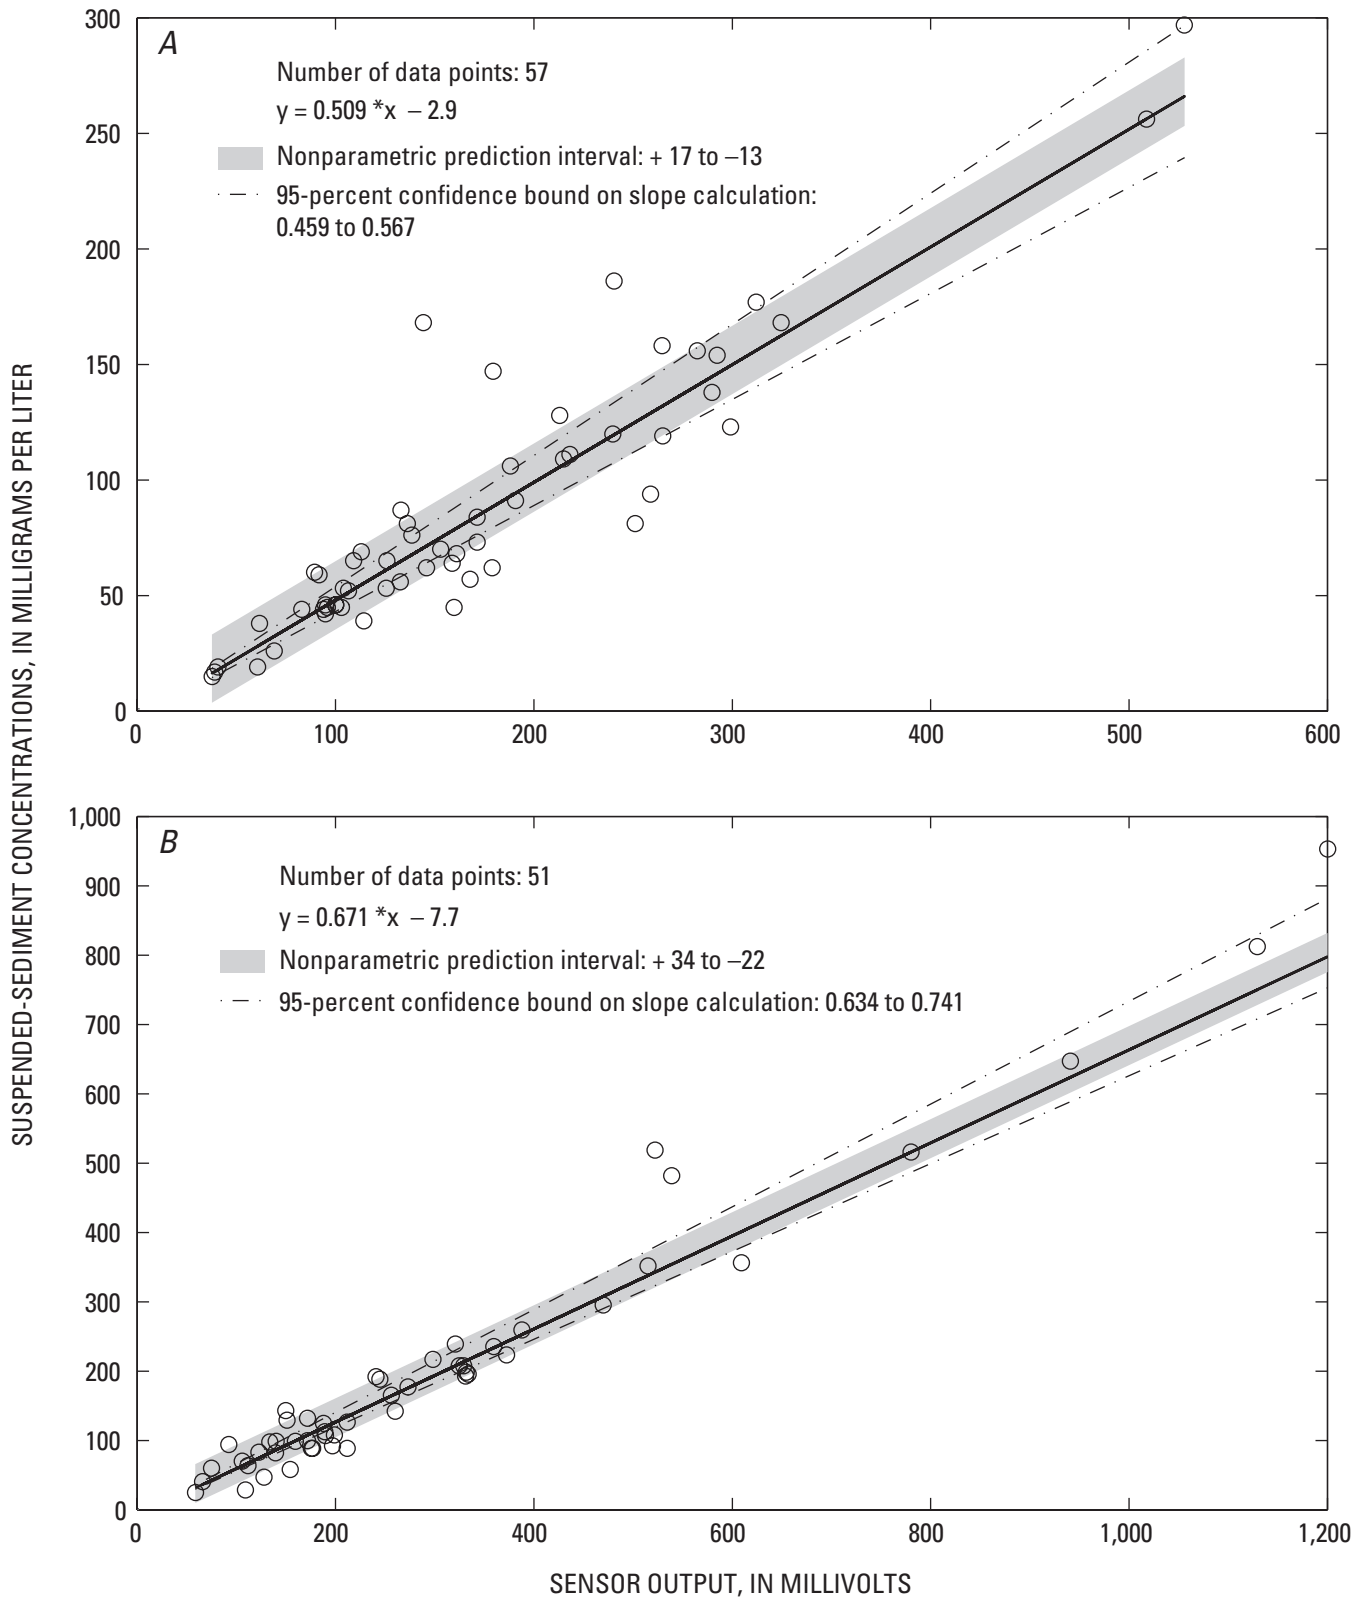 SUSPENDED-SEDIMENT CONCENTRATIONS, IN MILLIGRAMS PER LITER
A
Number of data points: 57
y = 0.509 *x – 2.9
Nonparametric prediction interval: + 17 to –13
95-percent confidence bound on slope calculation:
0.459 to 0.567
300
250
200
150
100
50
0
0 100 200 300 400 500 600
B
Number of data points: 51
y = 0.671 *x – 7.7
Nonparametric prediction interval: + 34 to –22
95-percent confidence bound on slope calculation: 0.634 to 0.741
1,000
900
800
700
600
500
400
300
200
100
0
0 200 400 600 800 1,000 1,200
SENSOR OUTPUT, IN MILLIVOLTS